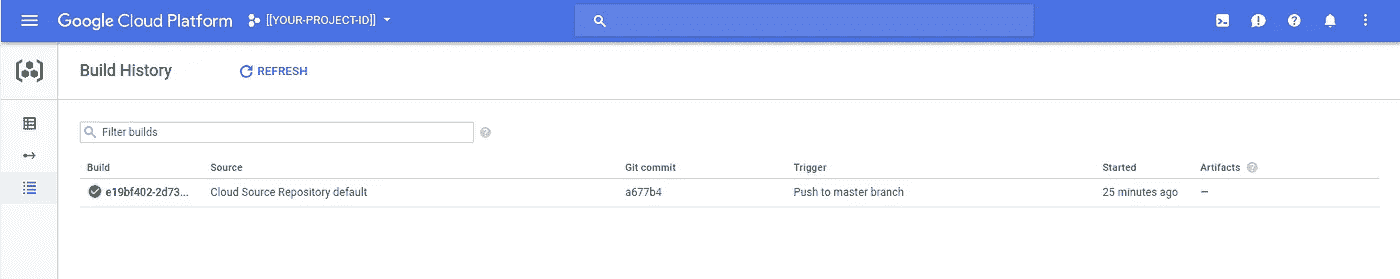 Google Cloud Platform [[YOUR-PROJECT-ID]]
Build History REFRESH
Filter builds
Build Source Git commit Trigger Started Artifacts
e19bf402-2d73... Cloud Source Repository default a677b4 Push to master branch 25 minutes ago —